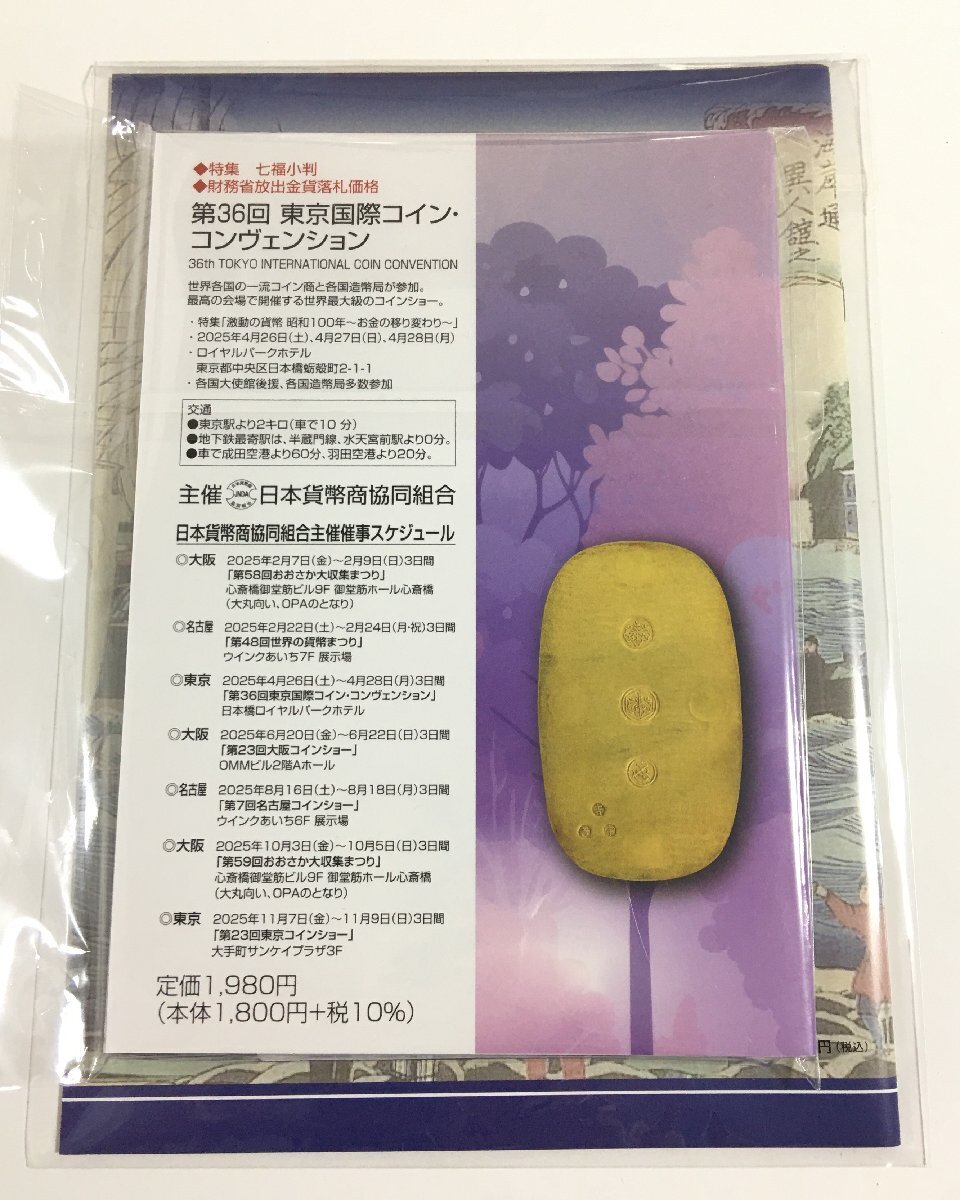 ◆特集 七福小判
◆財務省放出金貨落札価格
第36回 東京国際コイン・
コンヴェンション
36th TOKYO INTERNATIONAL COIN CONVENTION
世界各国の一流コイン商と各国造幣局が参加。
最高の会場で開催する世界最大級のコインショー。
・特集「激動の貨幣 昭和100年〜お金の移り変わり〜」
・2025年4月26日(土)、4月27日(日)、4月28日(月)
・ロイヤルパークホテル
東京都中央区日本橋蛎殻町2-1-1
・各国大使館後援、各国造幣局多数参加
交通
●東京駅より2キロ(車で10分)
●地下鉄最寄駅は、半蔵門線、水天宮前駅より0分。
●車で成田空港より60分、羽田空港より20分。
主催 JNDA 日本貨幣商協同組合
日本貨幣商協同組合主催催事スケジュール
◎大阪 2025年2月7日(金)〜2月9日(日)3日間
「第58回おおさか大収集まつり」
心斎橋御堂筋ビル9F 御堂筋ホール心斎橋
(大丸向い、OPAのとなり)
◎名古屋 2025年2月22日(土)〜2月24日(月・祝)3日間
「第48回世界の貨幣まつり」
ウインクあいち7F 展示場
◎東京 2025年4月26日(土)〜4月28日(月)3日間
「第36回東京国際コイン・コンヴェンション」
日本橋ロイヤルパークホテル
◎大阪 2025年6月20日(金)〜6月22日(日)3日間
「第23回大阪コインショー」
OMMビル2階Aホール
◎名古屋 2025年8月16日(土)〜8月18日(月)3日間
「第7回名古屋コインショー」
ウインクあいち6F 展示場
◎大阪 2025年10月3日(金)〜10月5日(日)3日間
「第59回おおさか大収集まつり」
心斎橋御堂筋ビル9F 御堂筋ホール心斎橋
(大丸向い、OPAのとなり)
◎東京 2025年11月7日(金)〜11月9日(日)3日間
「第23回東京コインショー」
大手町サンケイプラザ3F
定価1,980円
(本体1,800円+税10%)
海岸通
異人館之
円(税込)